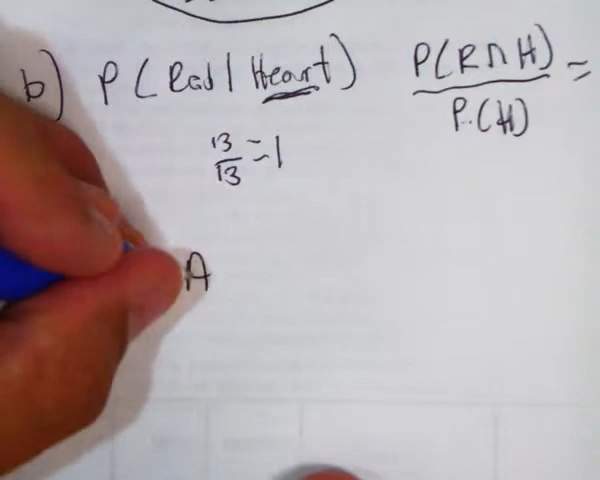 b) P(Red/Heart) P(R∩H) =
P.(H)
13 = 1
13
A